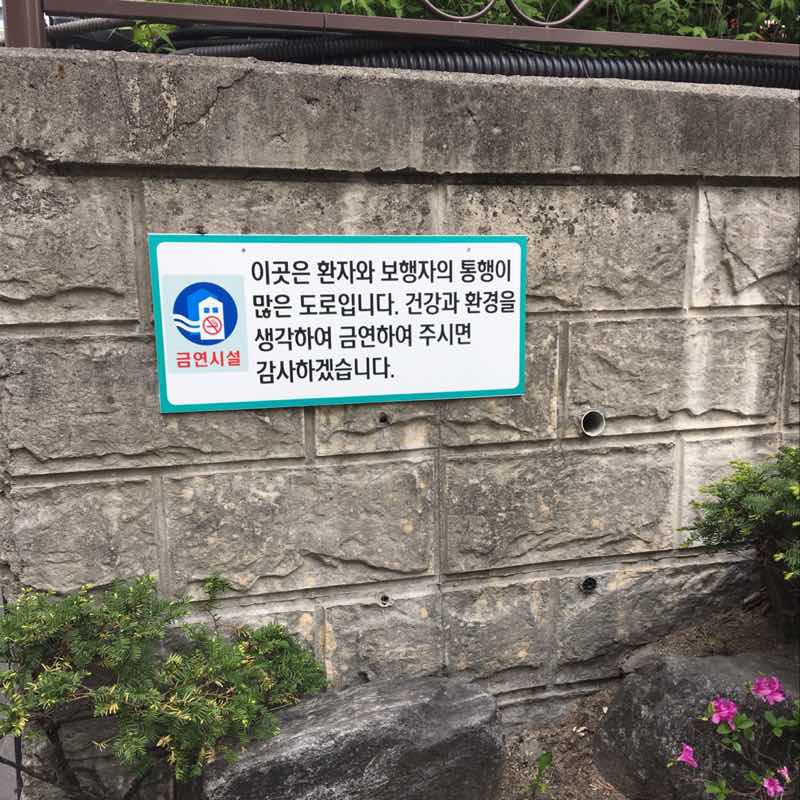 이곳은 환자와 보행자의 통행이
많은 도로입니다. 건강과 환경을
생각하여 금연하여 주시면
감사하겠습니다.
금연시설